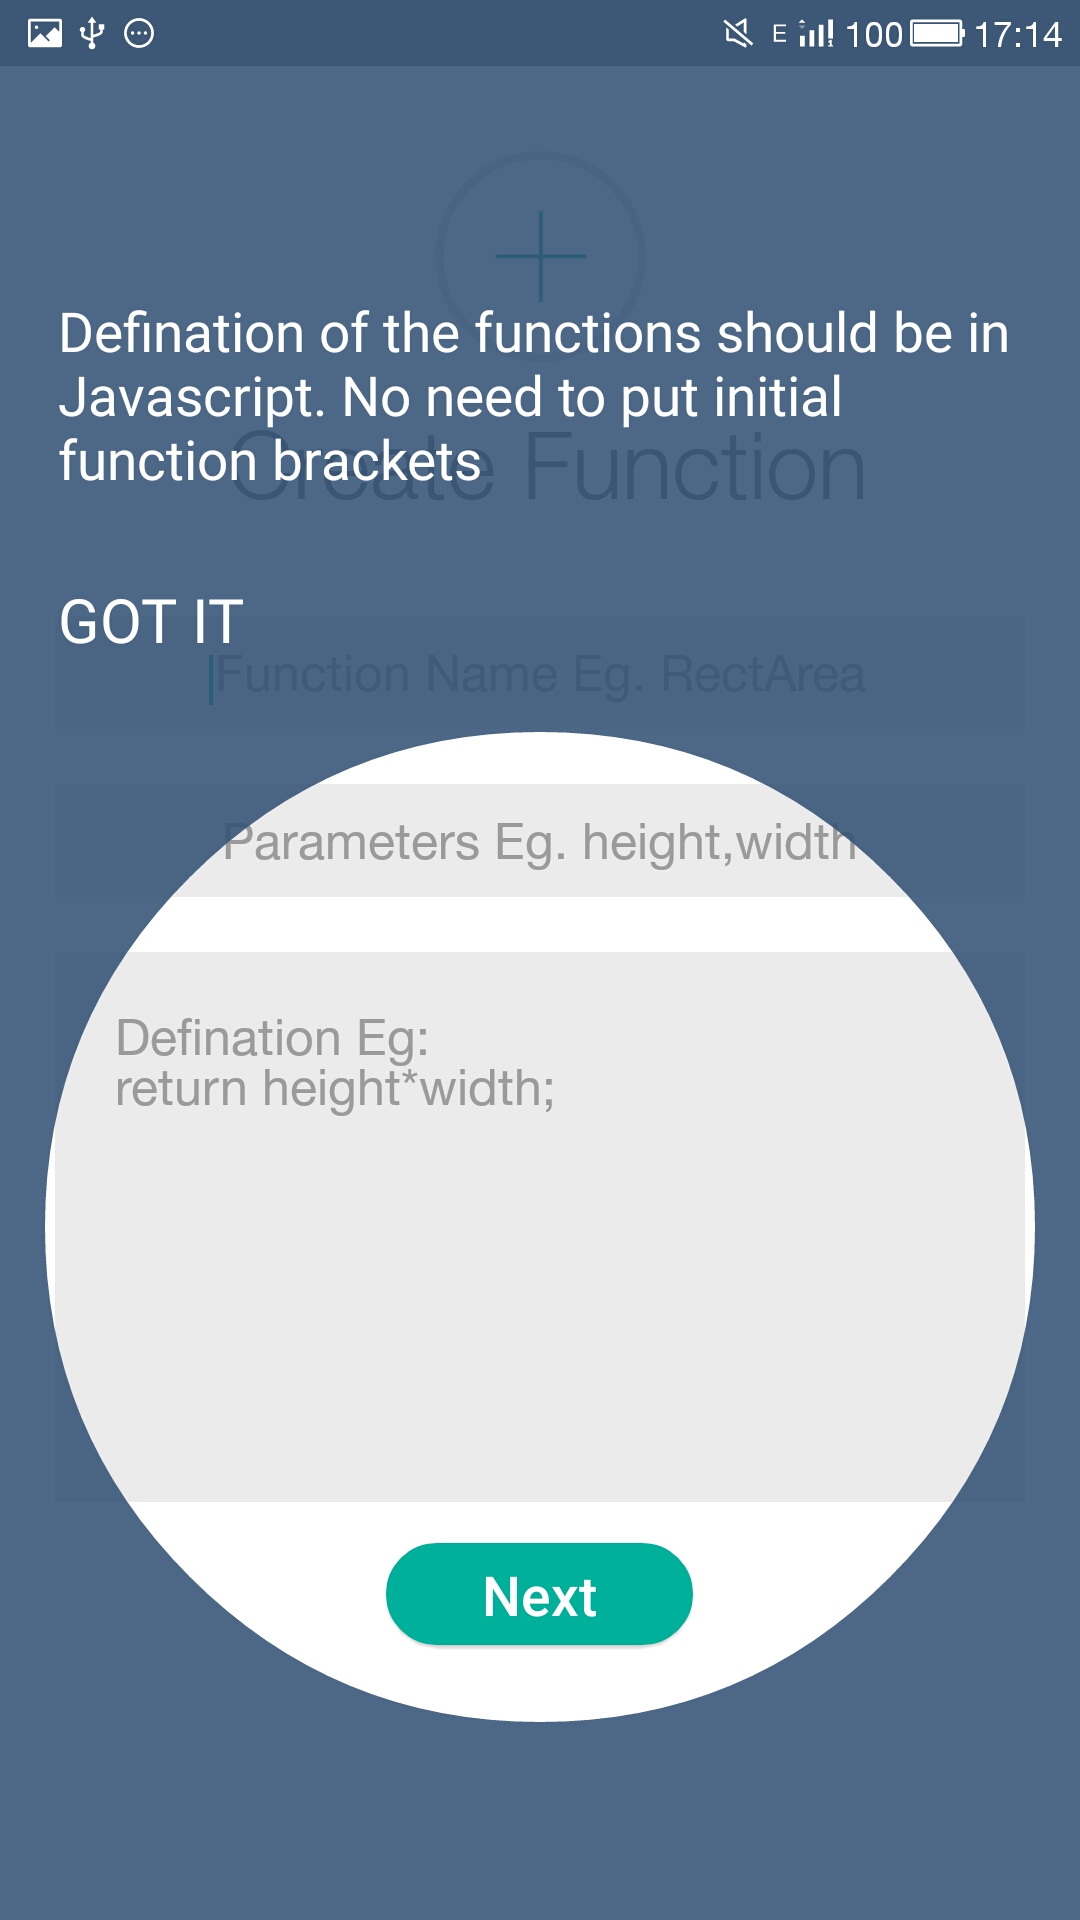 E 100 17:14
Defination of the functions should be in
Javascript. No need to put initial
function brackets
Create Function
GOT IT
Function Name Eg. RectArea
Parameters Eg. height,width
Defination Eg:
return height*width;
Next